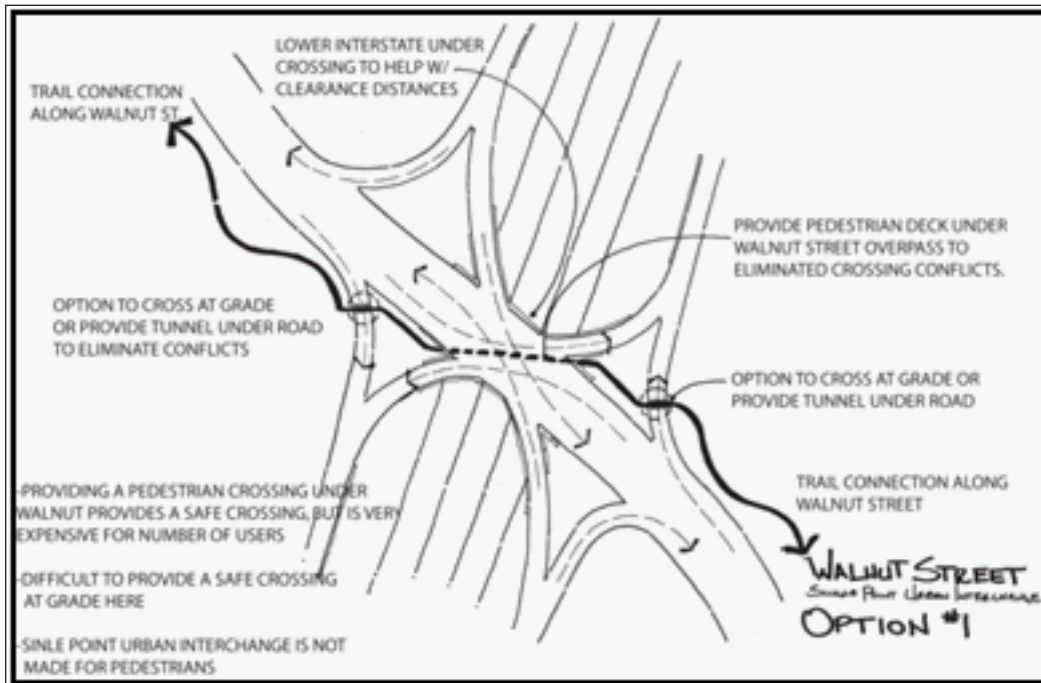 LOWER INTERSTATE UNDER
CROSSING TO HELP W/
CLEARANCE DISTANCES
TRAIL CONNECTION
ALONG WALNUT ST.
PROVIDE PEDESTRIAN DECK UNDER
WALNUT STREET OVERPASS TO
ELIMINATED CROSSING CONFLICTS.
OPTION TO CROSS AT GRADE
OR PROVIDE TUNNEL UNDER ROAD
TO ELIMINATE CONFLICTS
OPTION TO CROSS AT GRADE OR
PROVIDE TUNNEL UNDER ROAD
TRAIL CONNECTION ALONG
WALNUT STREET
-PROVIDING A PEDESTRIAN CROSSING UNDER
WALNUT PROVIDES A SAFE CROSSING, BUT IS VERY
EXPENSIVE FOR NUMBER OF USERS
-DIFFICULT TO PROVIDE A SAFE CROSSING
AT GRADE HERE
-SINLE POINT URBAN INTERCHANGE IS NOT
MADE FOR PEDESTRIANS
WALNUT STREET
SINGLE POINT URBAN INTERCHANGE
OPTION #1